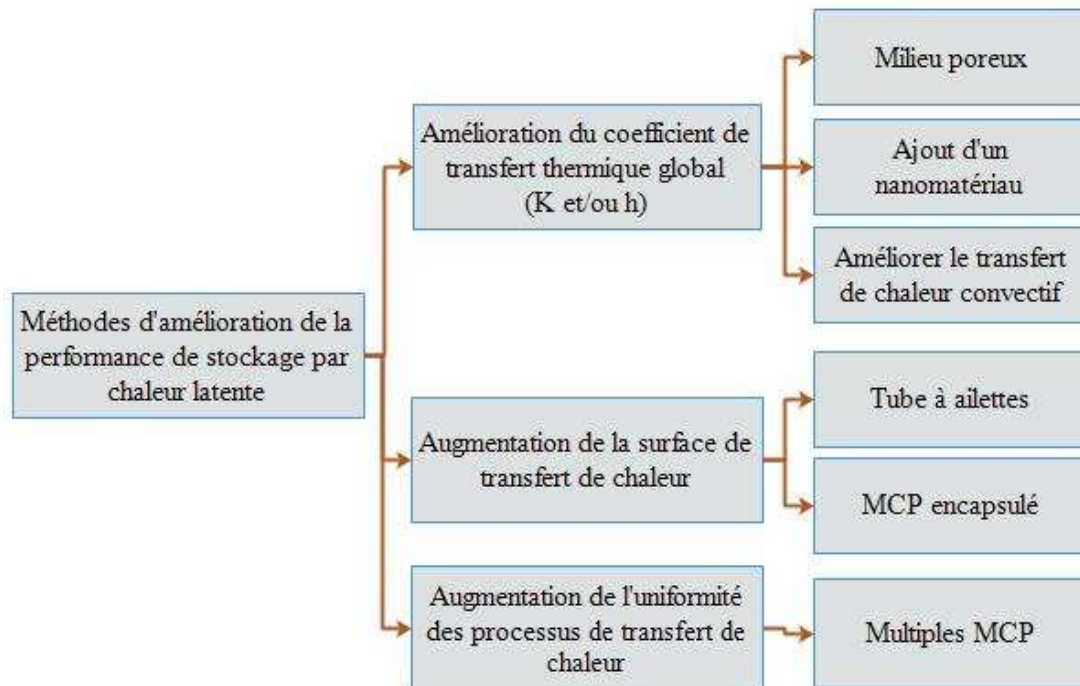 Méthodes d'amélioration de la
performance de stockage par
chaleur latente
Amélioration du coefficient de
transfert thermique global
(K et/ou h)
Milieu poreux
Ajout d'un
nanomatériau
Améliorer le transfert
de chaleur convectif
Augmentation de la surface de
transfert de chaleur
Tube à ailettes
MCP encapsulé
Augmentation de l'uniformité
des processus de transfert de
chaleur
Multiples MCP